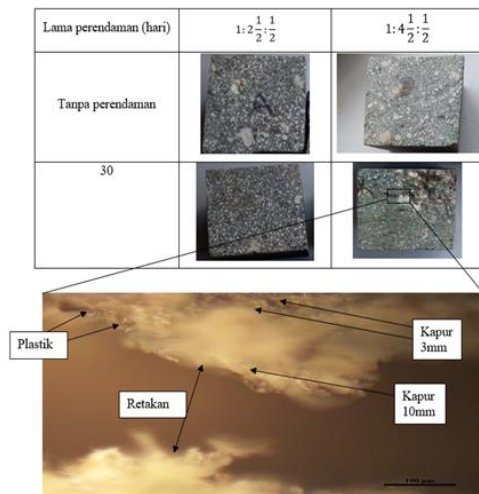 Lama perendaman (hari)
1: 2 1/2 : 1/2
1: 4 1/2 : 1/2
Tanpa perendaman
30
Plastik
Kapur
3mm
Retakan
Kapur
10mm